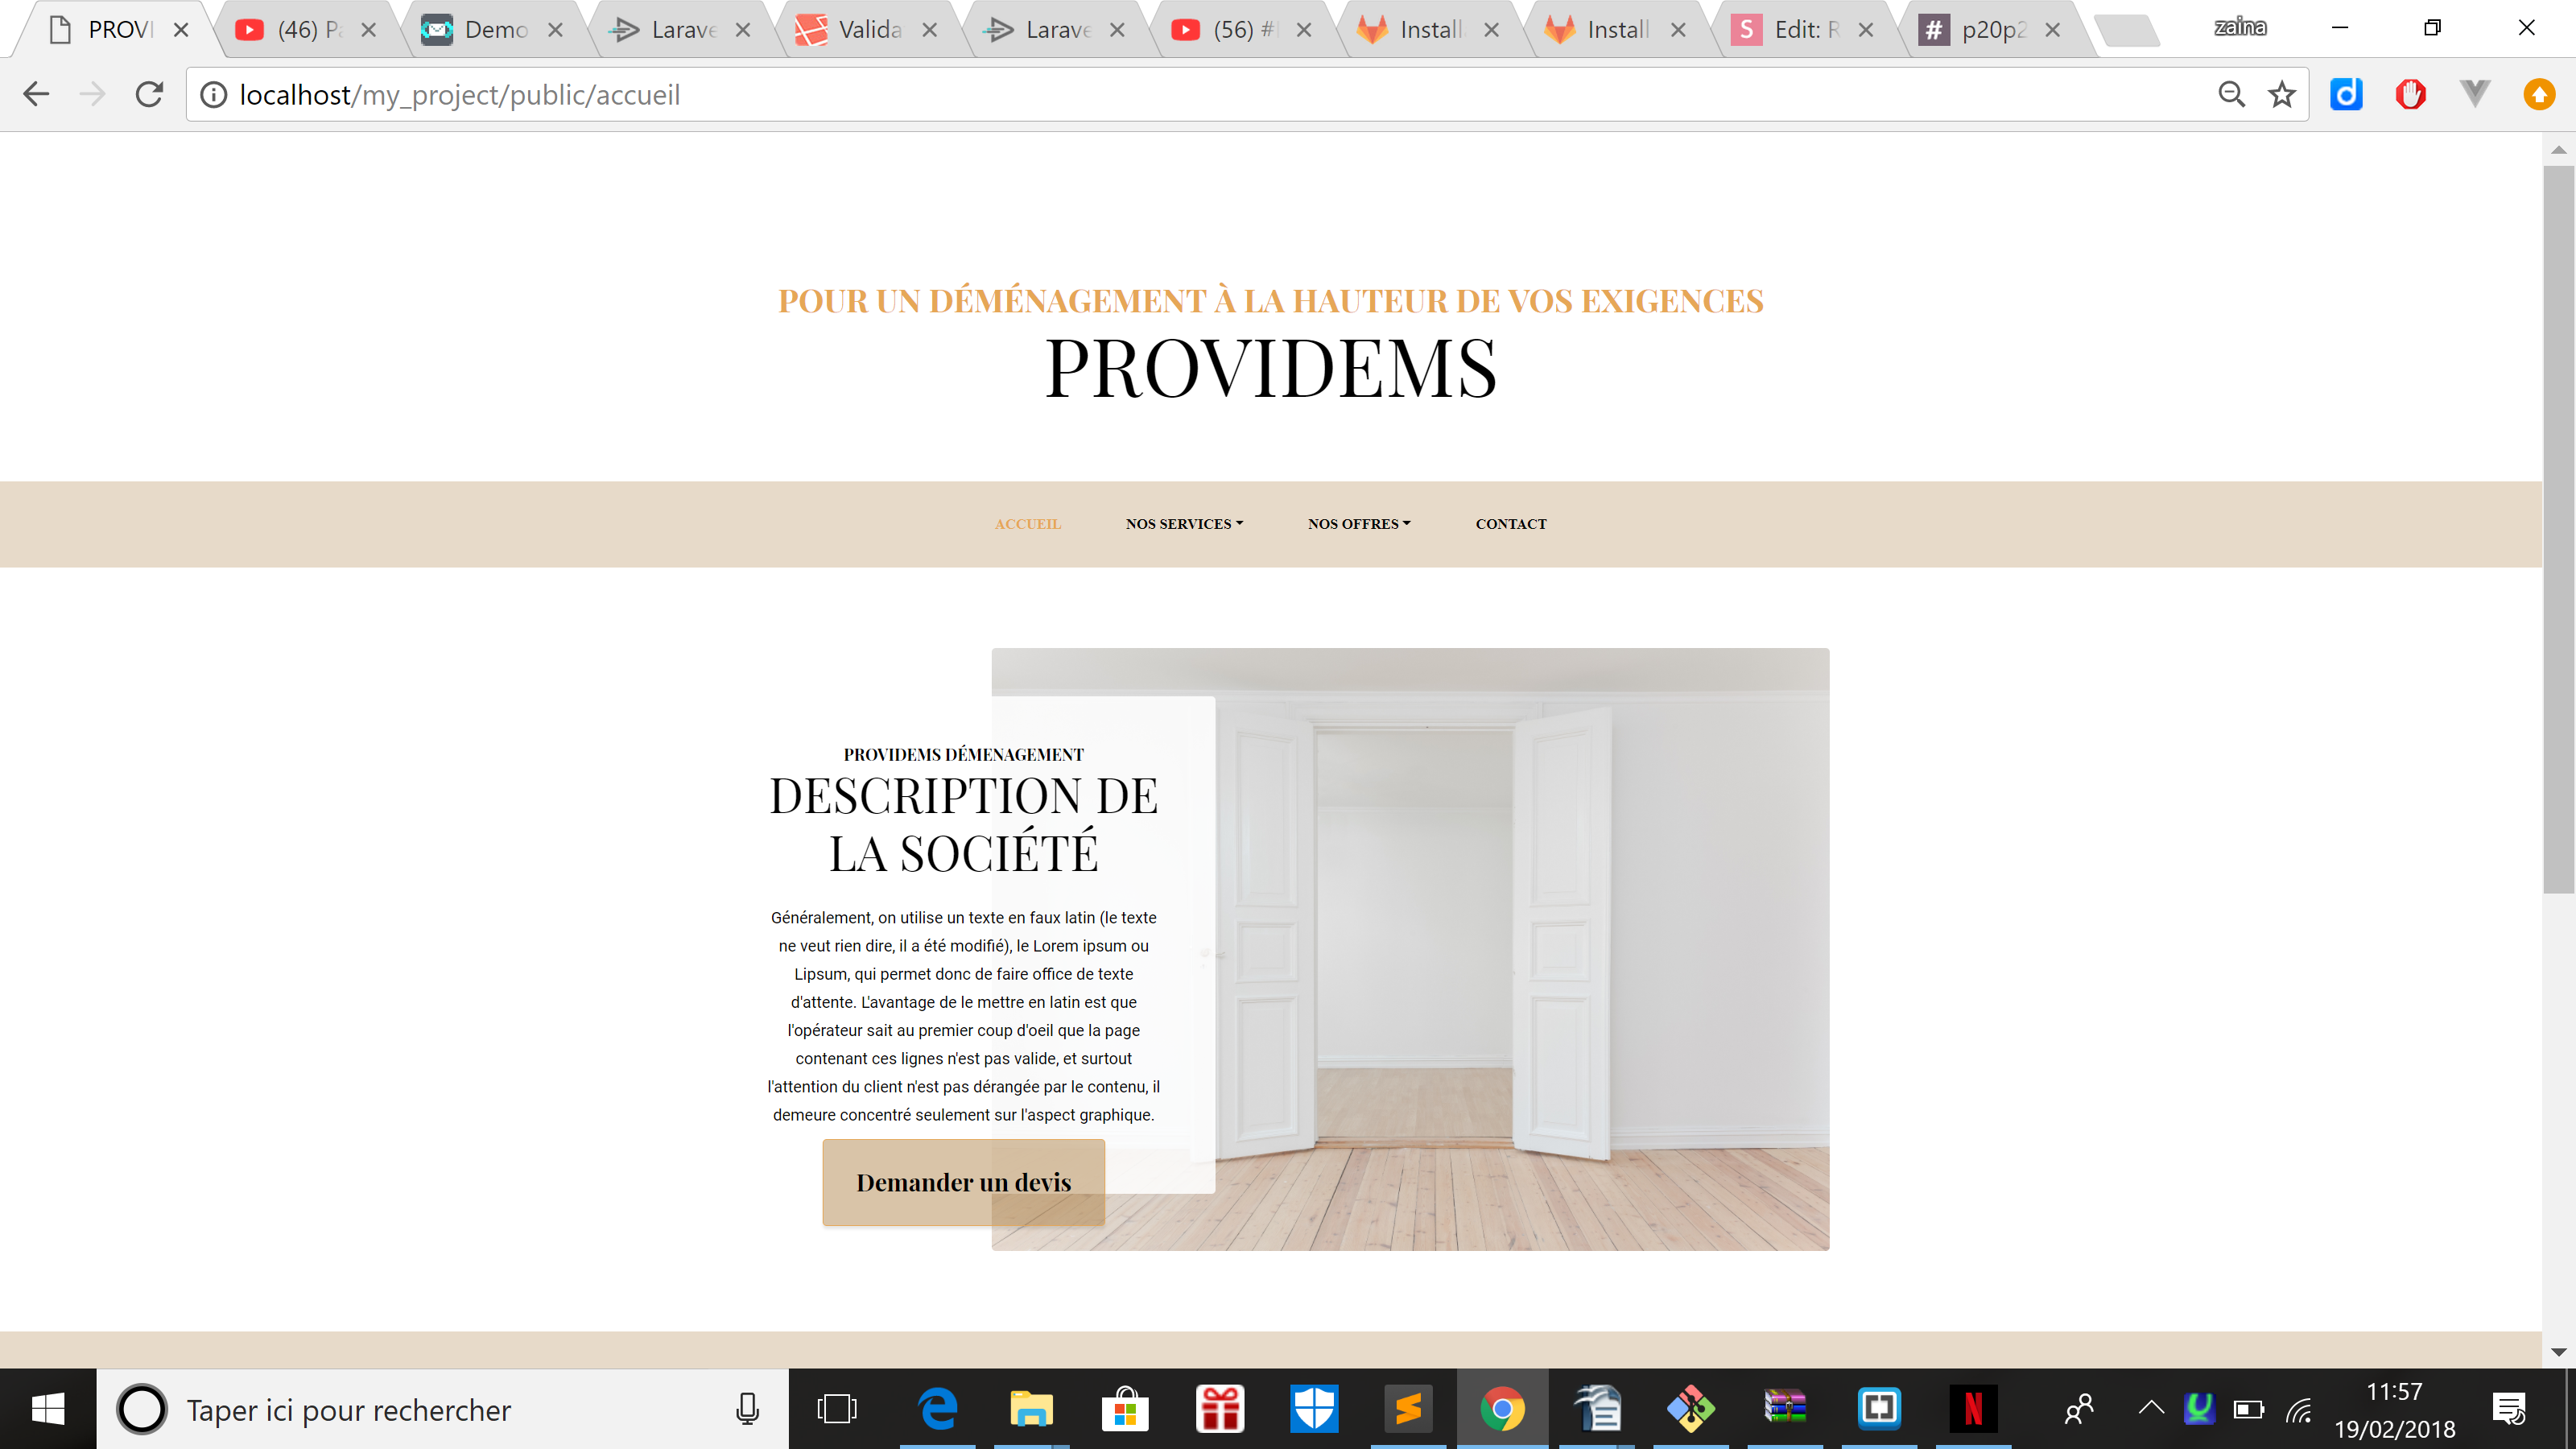 PROVI
(46) Pa
Demo
Larave
Valida
Larave
(56) #
Install
Install
Edit: R
p20p2
zaina
localhost/my_project/public/accueil
POUR UN DÉMÉNAGEMENT À LA HAUTEUR DE VOS EXIGENCES
PROVIDEMS
ACCUEIL
NOS SERVICES
NOS OFFRES
CONTACT
PROVIDEMS DÉMENAGEMENT
DESCRIPTION DE
LA SOCIÉTÉ
Généralement, on utilise un texte en faux latin (le texte
ne veut rien dire, il a été modifié), le Lorem ipsum ou
Lipsum, qui permet donc de faire office de texte
d'attente. L'avantage de le mettre en latin est que
l'opérateur sait au premier coup d'oeil que la page
contenant ces lignes n'est pas valide, et surtout
l'attention du client n'est pas dérangée par le contenu, il
demeure concentré seulement sur l'aspect graphique.
Demander un devis
Taper ici pour rechercher
11:57
19/02/2018